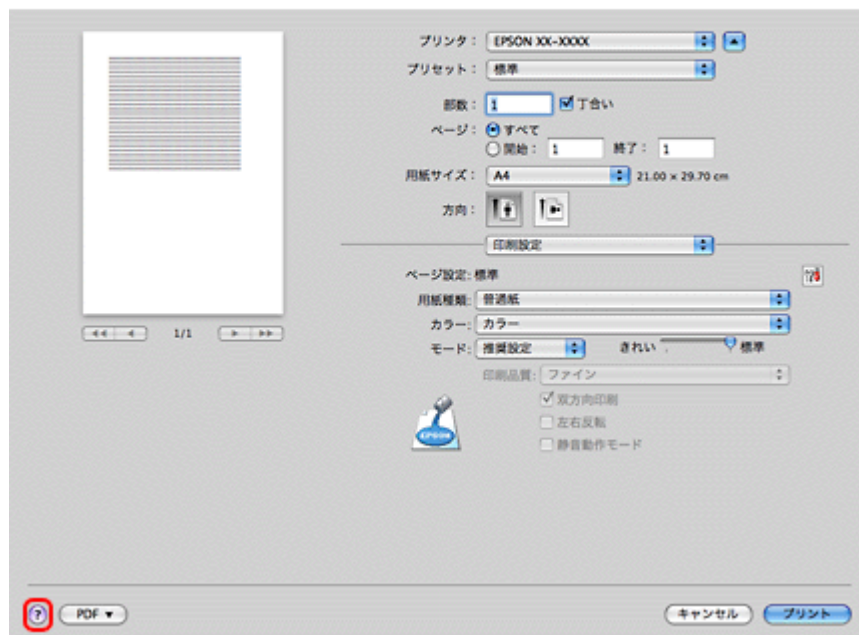 プリンタ： EPSON XX-XXXX
プリセット： 標準
部数： 1 丁合い
ページ： すべて
開始： 1 終了： 1
用紙サイズ： A4 21.00 x 29.70 cm
方向：
印刷設定
ページ設定: 標準
用紙種類: 普通紙
カラー: カラー
1/1
モード: 推奨設定 きれい 標準
印刷品質: ファイン
双方向印刷
EPSON
左右反転
静音動作モード
? PDF ▼ キャンセル プリント